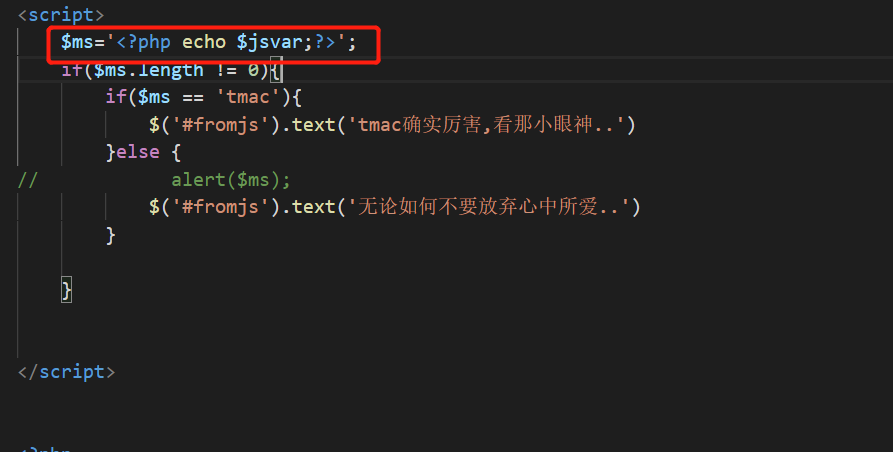 <script>
$ms='<?php echo $jsvar;?>';
if($ms.length != 0){
if($ms == 'tmac'){
$('#fromjs').text('tmac确实厉害,看那小眼神..')
}else {
// alert($ms);
$('#fromjs').text('无论如何不要放弃心中所爱..')
}
}
</script>
<?php